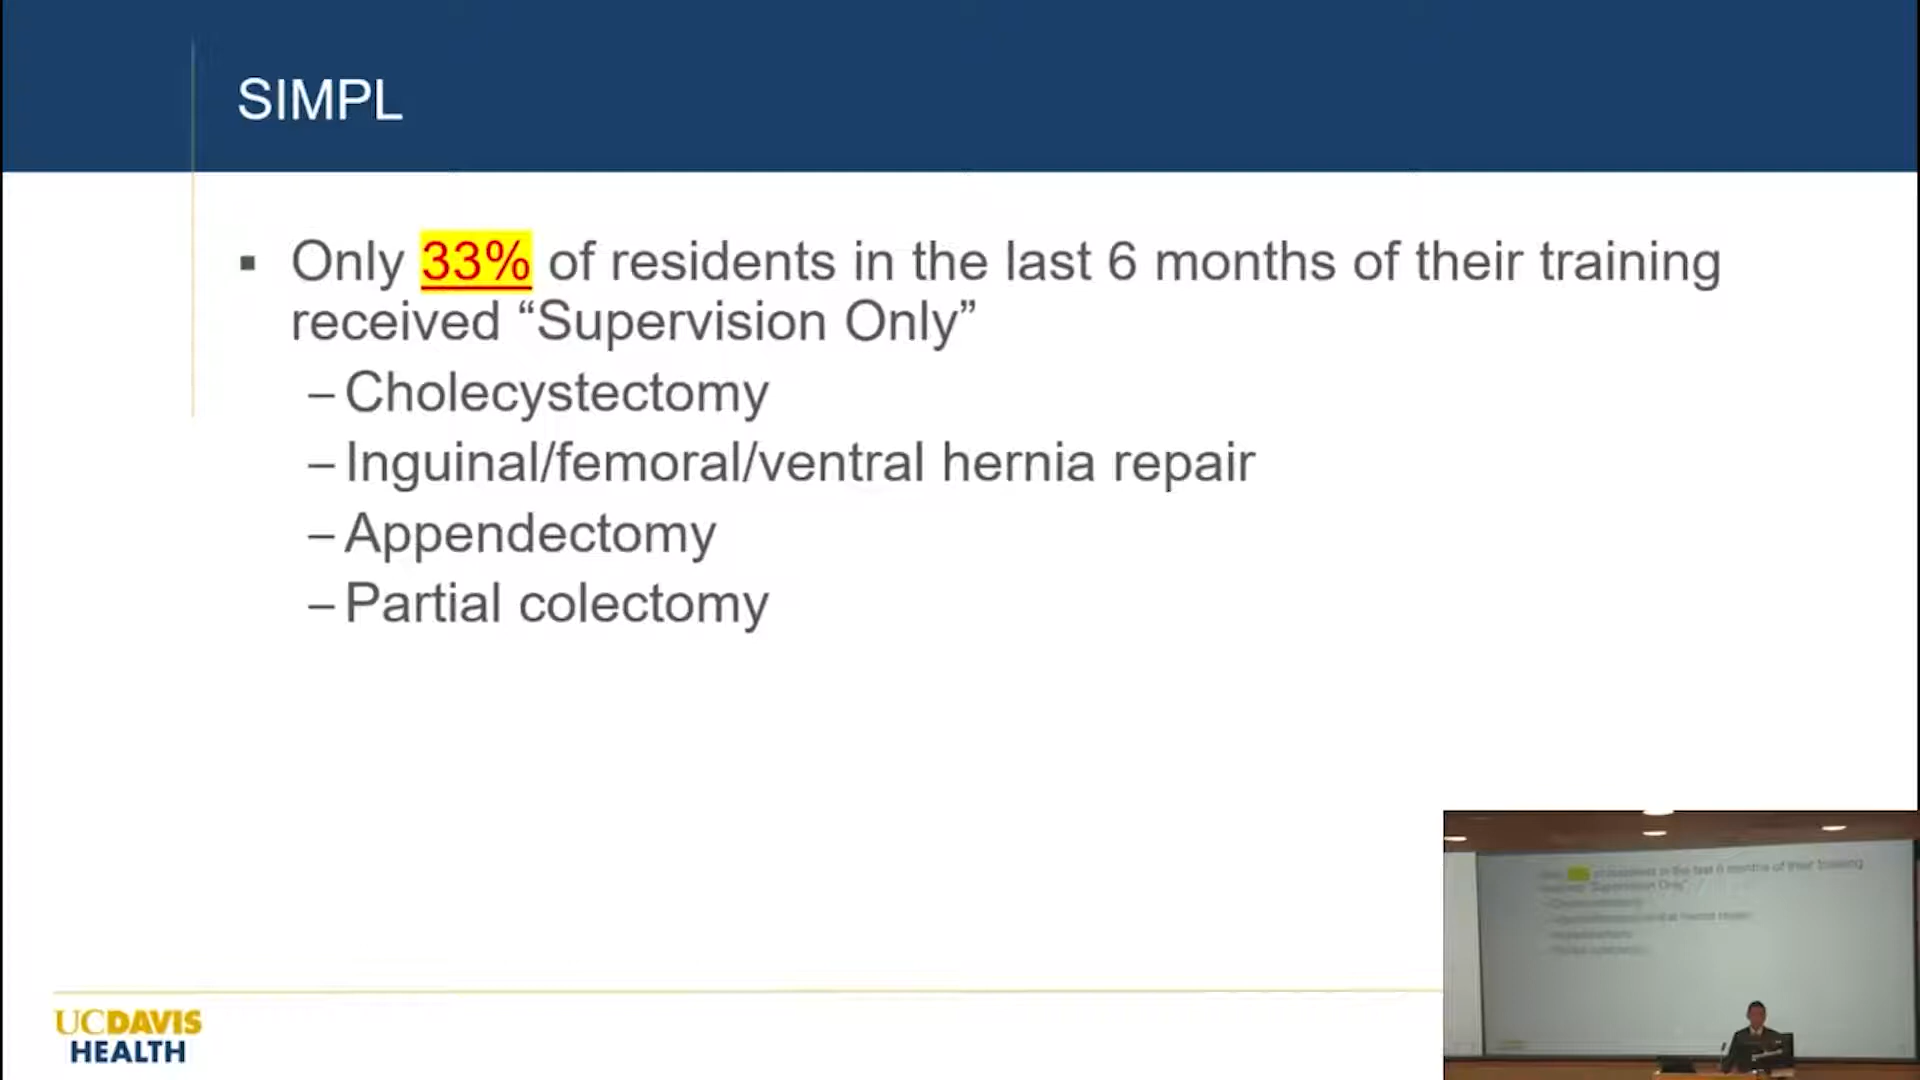 SIMPL
▪ Only 33% of residents in the last 6 months of their training
received “Supervision Only”
– Cholecystectomy
– Inguinal/femoral/ventral hernia repair
– Appendectomy
– Partial colectomy
UCDAVIS
HEALTH